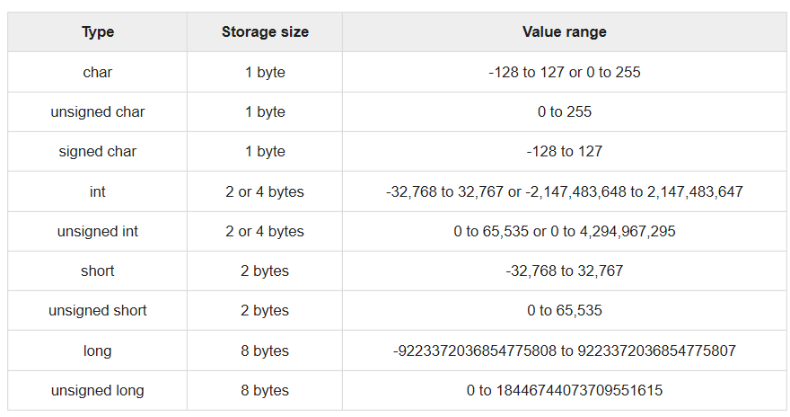 Type Storage size Value range
char 1 byte -128 to 127 or 0 to 255
unsigned char 1 byte 0 to 255
signed char 1 byte -128 to 127
int 2 or 4 bytes -32,768 to 32,767 or -2,147,483,648 to 2,147,483,647
unsigned int 2 or 4 bytes 0 to 65,535 or 0 to 4,294,967,295
short 2 bytes -32,768 to 32,767
unsigned short 2 bytes 0 to 65,535
long 8 bytes -9223372036854775808 to 9223372036854775807
unsigned long 8 bytes 0 to 18446744073709551615